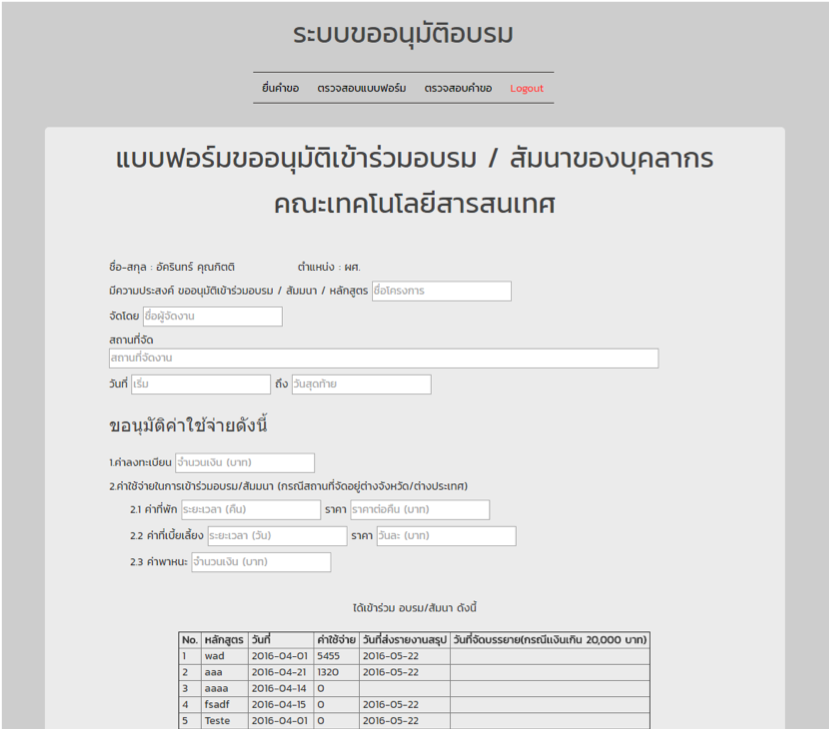 ระบบขออนุมัติอบรม
ยื่นคำขอ ตรวจสอบแบบฟอร์ม ตรวจสอบคำขอ Logout
แบบฟอร์มขออนุมัติเข้าร่วมอบรม / สัมนาของบุคลากร
คณะเทคโนโลยีสารสนเทศ
ชื่อ-สกุล : อัครินทร์ คุณกิตติ ตำแหน่ง : ผศ.
มีความประสงค์ ขออนุมัติเข้าร่วมอบรม / สัมมนา / หลักสูตร ชื่อโครงการ
จัดโดย ชื่อผู้จัดงาน
สถานที่จัด
สถานที่จัดงาน
วันที่ เริ่ม ถึง วันสุดท้าย
ขอนุมัติค่าใช้จ่ายดังนี้
1.ค่าลงทะเบียน จำนวนเงิน (บาท)
2.ค่าใช้จ่ายในการเข้าร่วมอบรม/สัมมนา (กรณีสถานที่จัดอยู่ต่างจังหวัด/ต่างประเทศ)
2.1 ค่าที่พัก ระยะเวลา (คืน) ราคา ราคาต่อคืน (บาท)
2.2 ค่าที่เบี้ยเลี้ยง ระยะเวลา (วัน) ราคา วันละ (บาท)
2.3 ค่าพาหนะ จำนวนเงิน (บาท)
ได้เข้าร่วม อบรม/สัมนา ดังนี้
No. หลักสูตร วันที่ ค่าใช้จ่าย วันที่ส่งรายงานสรุป วันที่จัดบรรยาย(กรณีแงินเกิน 20,000 บาท)
1 wad 2016-04-01 5455 2016-05-22
2 aaa 2016-04-21 1320 2016-05-22
3 aaaa 2016-04-14 0
4 fsadf 2016-04-15 0 2016-05-22
5 Teste 2016-04-01 0 2016-05-22